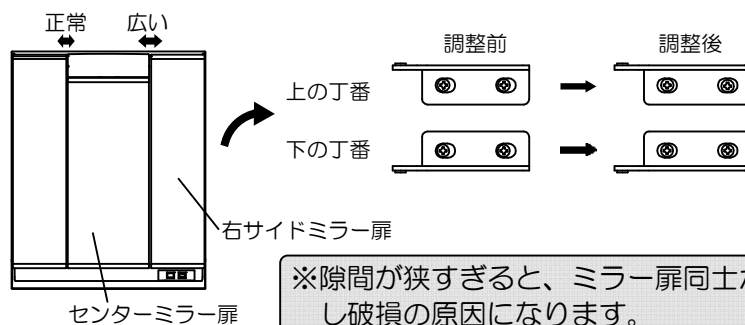 正常 広い
調整前 調整後
上の丁番
下の丁番
右サイドミラー扉
センターミラー扉
※隙間が狭すぎると、ミラー扉同士
し破損の原因になります。